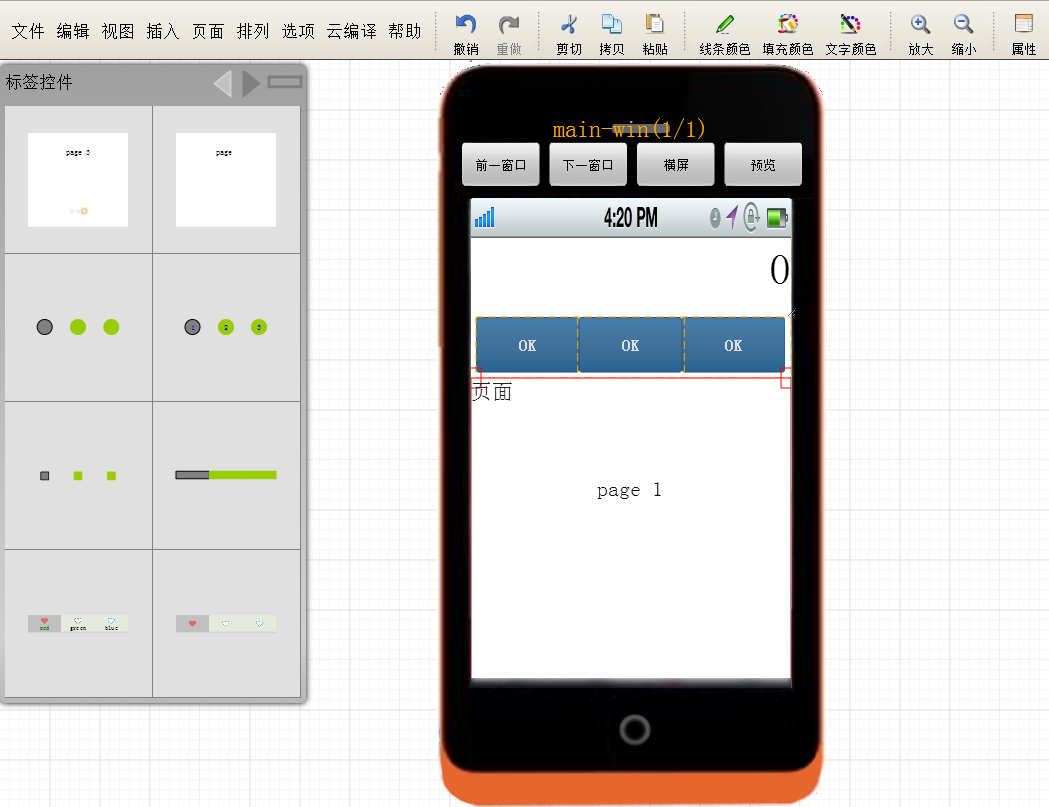 文件 编辑 视图 插入 页面 排列 选项 云编译 帮助
撤销 重做 剪切 拷贝 粘贴 线条颜色 填充颜色 文字颜色 放大 缩小 属性
标签控件
page 3
page
1 2 3
red green blue
main-win(1/1)
前一窗口 下一窗口 横屏 预览
4:20 PM
0
OK OK OK
页面
page 1